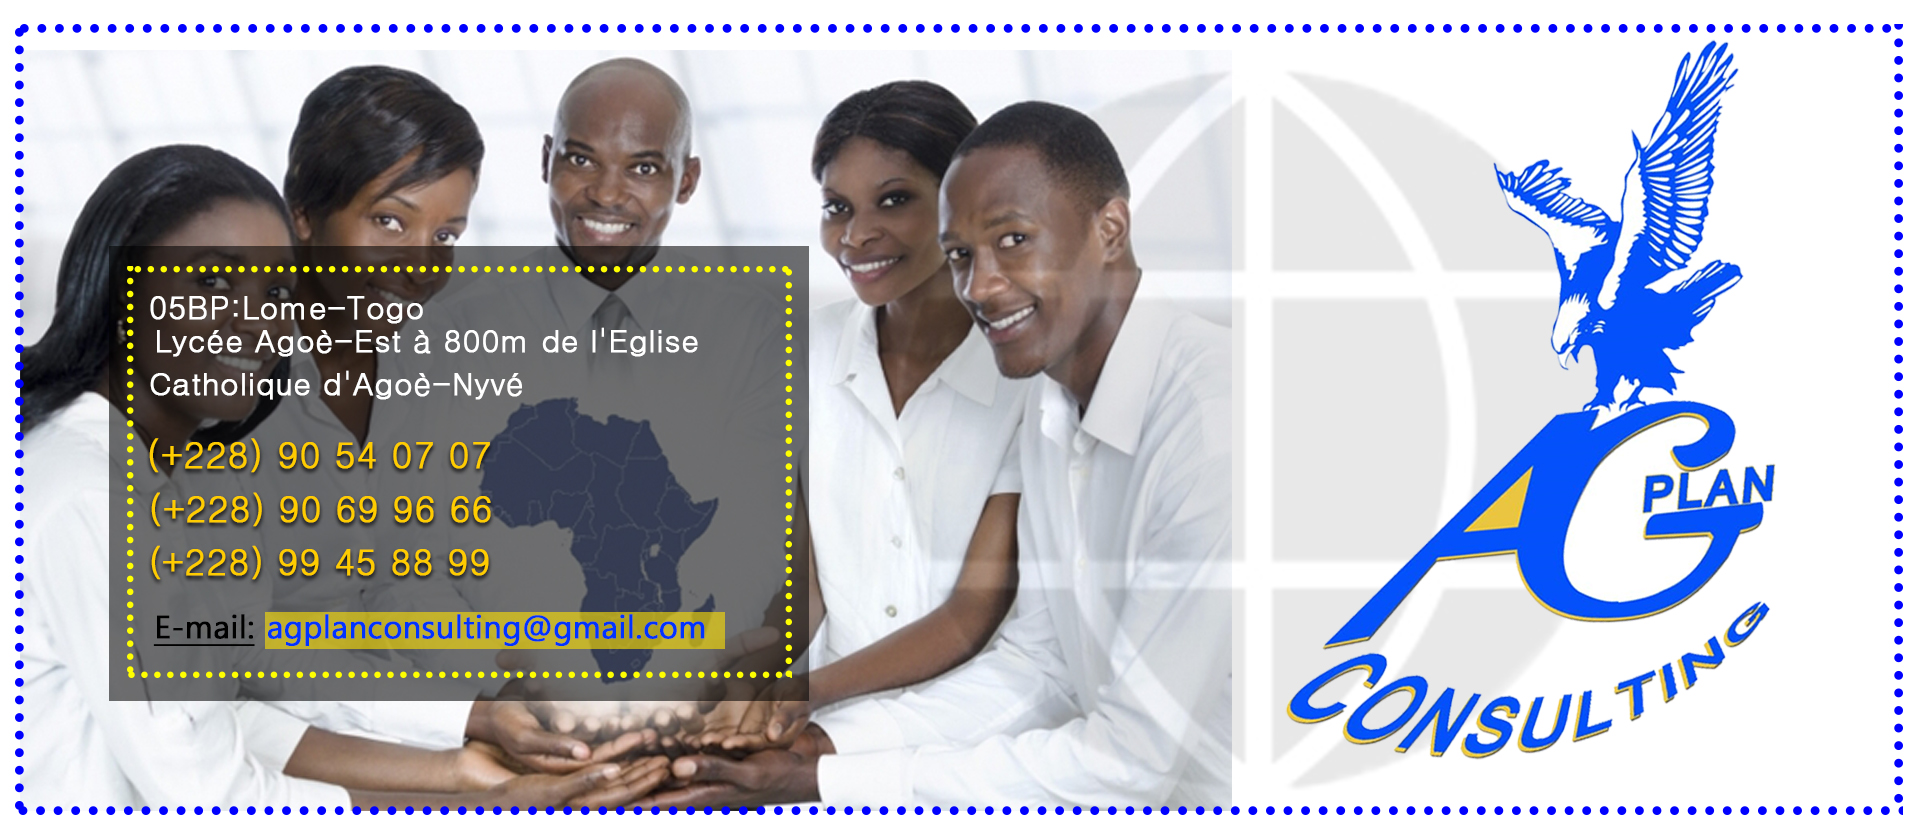 05BP:Lome-Togo
Lycée Agoè-Est à 800m de l'Eglise
Catholique d'Agoè-Nyvé
(+228) 90 54 07 07
(+228) 90 69 96 66
(+228) 99 45 88 99
E-mail: agplanconsulting@gmail.com
AG
PLAN
CONSULTING